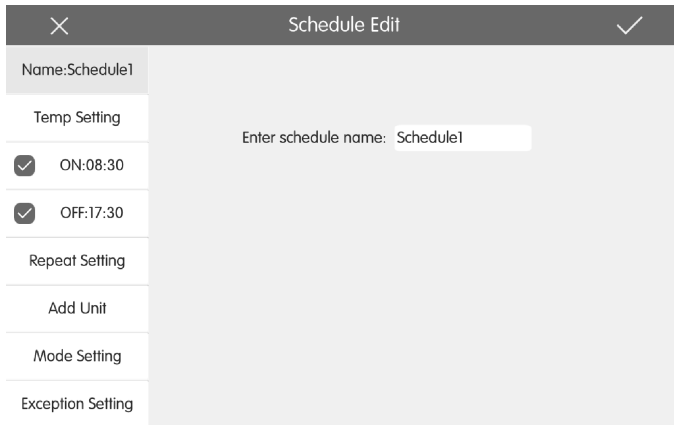 Schedule Edit
Name:Schedule1
Temp Setting
ON:08:30
OFF:17:30
Repeat Setting
Add Unit
Mode Setting
Exception Setting
Enter schedule name: Schedule1